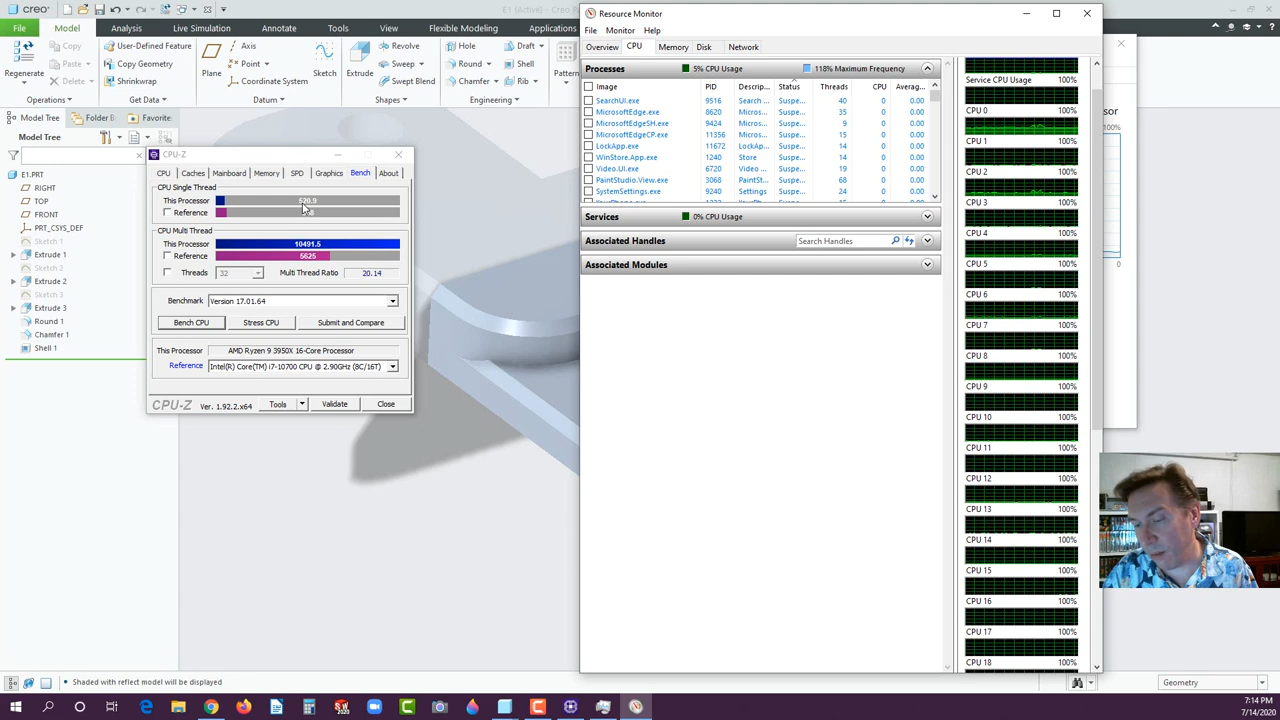 creo
E1 (Creo P
File
Model
Analysis
Live Simulation
Annotate
Tools
View
Applications
Regenerate
Copy
Paste
Delete
User-Defined Feature
Copy Geometry
Shrinkwrap
Plane
Axis
Point
Coordina
Revolve
Sweep
Hole
Round
Chamfer
Draft
Shell
Rib
Pattern
Operations
Get Data
Shapes
Engineering
Model Tree
Folder B
Favorite
Model Tree
E1.PRT
RIGHT
TOP
FRONT
PRT_CSYS_DEF
Sketch 1
Extrude 1
Sketch 2
Extrude 2
Sketch 3
Extrude 3
Round 1
Chamfer 1
Shell 1
CPU-Z
CPU
Caches
Mainboard
Memory
Bench
About
CPU Single Thread
This Processor
520.9
Reference
CPU Multi Thread
This Processor
10491.5
Reference
5625
Threads
32
Multi Thread Ratio
Benchmark
Version 17.01.64
Bench CPU
Stress CPU
Submit and Compare
This Processor
AMD Ryzen 9 3950X 16-Core Processor
Reference
Intel(R) Core(TM) i7-10700 CPU @ 2.90GHz (8C/16T)
CPU-Z
Ver. 1.92.2.x64
Tools
Validate
Close
Resource Monitor
File
Monitor
Help
Overview
CPU
Memory
Disk
Network
Processes
5% CPU Usage
118% Maximum Frequency
Image
PID
Descrip...
Status
Threads
CPU
Averag...
SearchUI.exe 9516 Search ... Suspe... 40 0 0.00
MicrosoftEdge.exe 8620 Micros... Suspe... 35 0 0.00
MicrosoftEdgeSH.exe 9424 Micros... Suspe... 9 0 0.00
MicrosoftEdgeCP.exe 11356 Micros... Suspe... 15 0 0.00
LockApp.exe 11672 LockAp... Suspe... 14 0 0.00
WinStore.App.exe 1240 Store Suspe... 14 0 0.00
Video.UI.exe 6720 Video ... Suspe... 19 0 0.00
PaintStudio.View.exe 3068 PaintSt... Suspe... 68 0 0.00
SystemSettings.exe 9240 Settings Suspe... 24 0 0.00
Services
0% CPU Usage
Associated Handles
Search Handles
Associated Modules
Service CPU Usage 100%
CPU 0 100%
CPU 1 100%
CPU 2 100%
CPU 3 100%
CPU 4 100%
CPU 5 100%
CPU 6 100%
CPU 7 100%
CPU 8 100%
CPU 9 100%
CPU 10 100%
CPU 11 100%
CPU 12 100%
CPU 13 100%
CPU 14 100%
CPU 15 100%
CPU 16 100%
CPU 17 100%
CPU 18 100%
sor
100%
0
• Shaded with reflect model will be displayed
Geometry
7:14 PM
7/14/2020